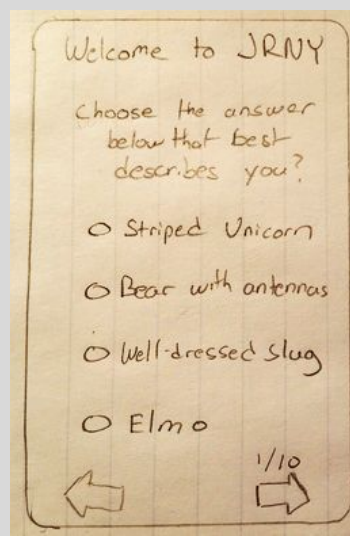 Welcome to JRNY
Choose the answer
below that best
describes you?
Striped Unicorn
Bear with antennas
Well-dressed slug
Elmo
1/10